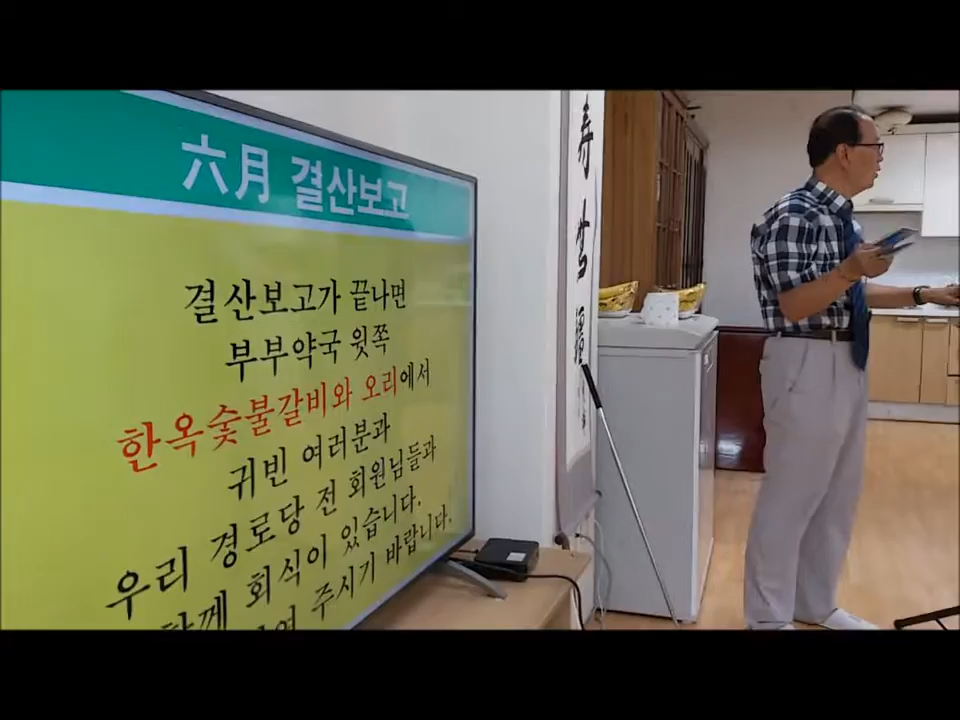 六月 결산보고
결산보고가 끝나면
부부약국 윗쪽
한옥숯불갈비와 오리에서
귀빈 여러분과
우리 경로당 전 회원님들과
함께 회식이 있습니다.
주시기 바랍니다.
壽